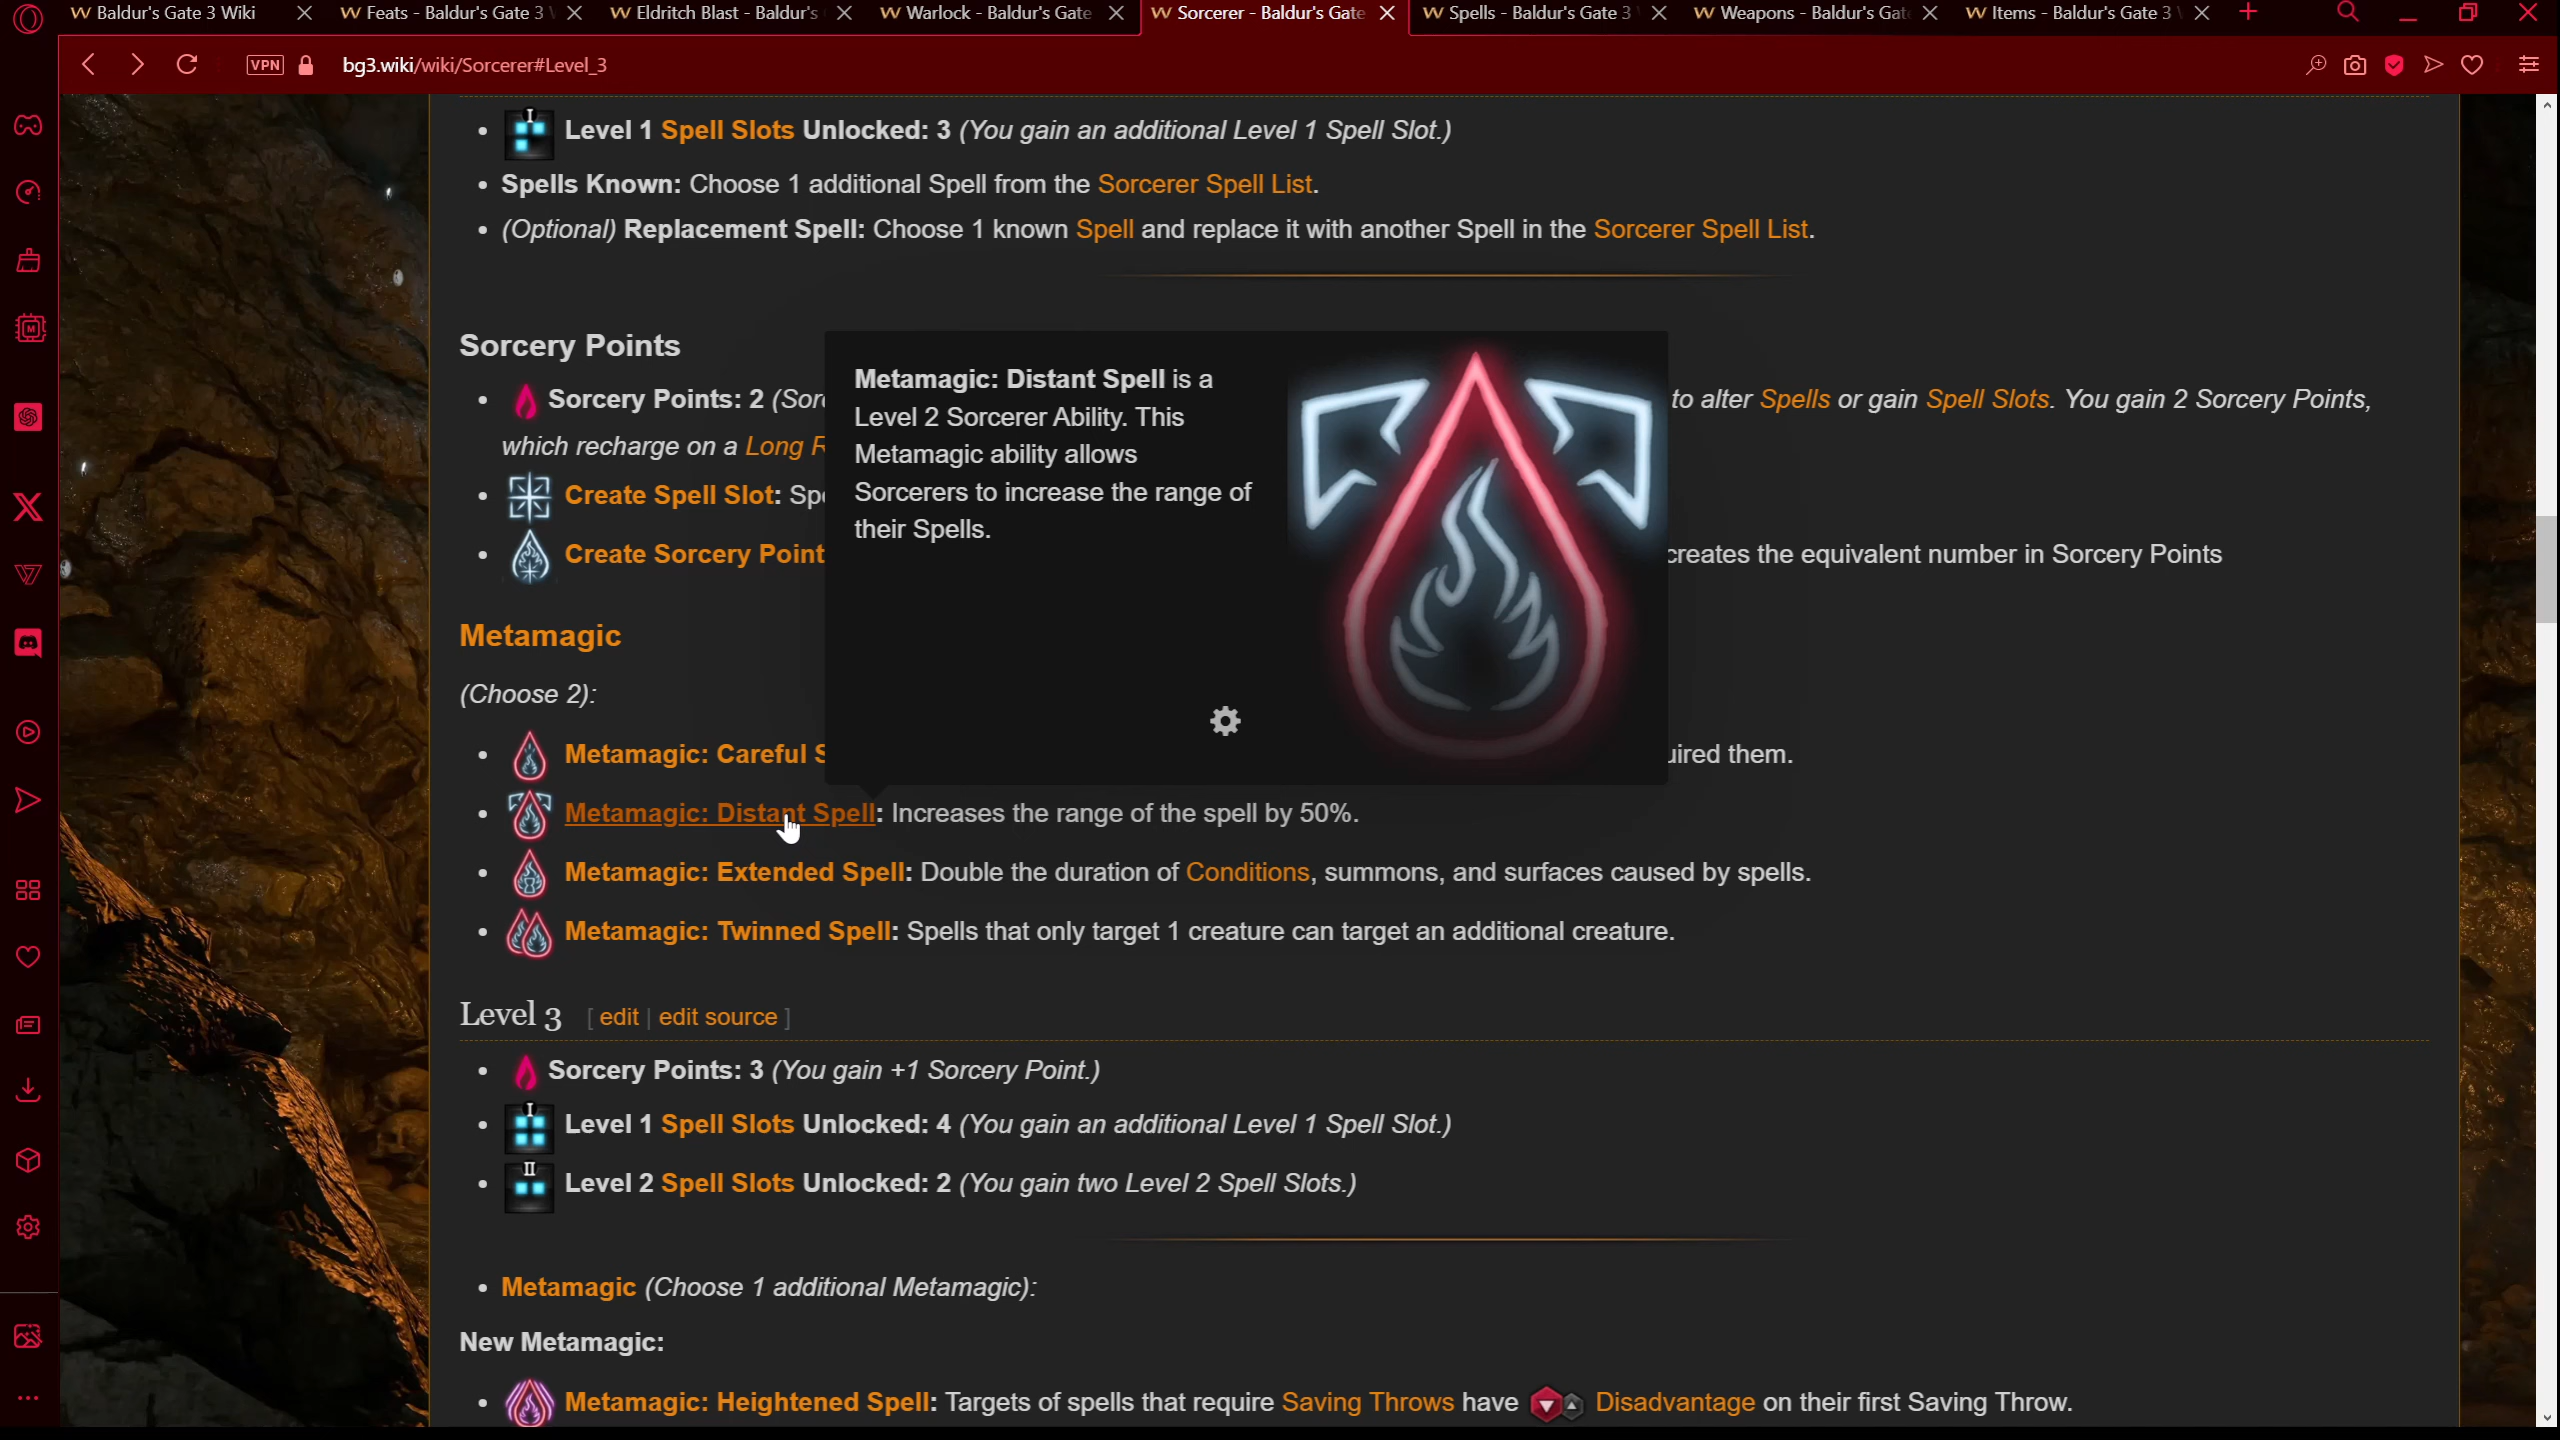 Baldur's Gate 3 Wiki
Feats - Baldur's Gate 3
Eldritch Blast - Baldur's
Warlock - Baldur's Gate
Sorcerer - Baldur's Gate
Spells - Baldur's Gate 3
Weapons - Baldur's Gat
Items - Baldur's Gate 3
VPN
bg3.wiki/wiki/Sorcerer#Level_3
I
Level 1 Spell Slots Unlocked: 3 (You gain an additional Level 1 Spell Slot.)
Spells Known: Choose 1 additional Spell from the Sorcerer Spell List.
(Optional) Replacement Spell: Choose 1 known Spell and replace it with another Spell in the Sorcerer Spell List.
Sorcery Points
Sorcery Points: 2 (Sor to alter Spells or gain Spell Slots. You gain 2 Sorcery Points,
which recharge on a Long R
Create Spell Slot: Sp
Create Sorcery Point creates the equivalent number in Sorcery Points
Metamagic: Distant Spell is a
Level 2 Sorcerer Ability. This
Metamagic ability allows
Sorcerers to increase the range of
their Spells.
Metamagic
(Choose 2):
Metamagic: Careful S uired them.
Metamagic: Distant Spell: Increases the range of the spell by 50%.
Metamagic: Extended Spell: Double the duration of Conditions, summons, and surfaces caused by spells.
Metamagic: Twinned Spell: Spells that only target 1 creature can target an additional creature.
Level 3 [ edit | edit source ]
Sorcery Points: 3 (You gain +1 Sorcery Point.)
I
Level 1 Spell Slots Unlocked: 4 (You gain an additional Level 1 Spell Slot.)
II
Level 2 Spell Slots Unlocked: 2 (You gain two Level 2 Spell Slots.)
Metamagic (Choose 1 additional Metamagic):
New Metamagic:
Metamagic: Heightened Spell: Targets of spells that require Saving Throws have Disadvantage on their first Saving Throw.